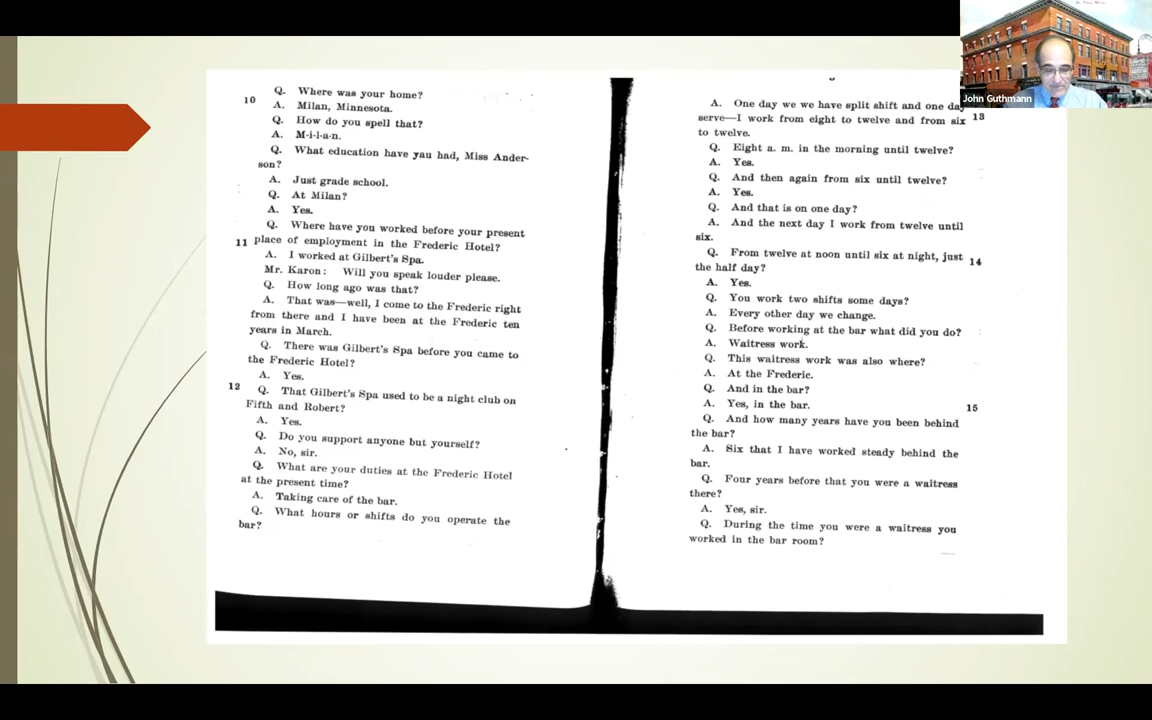 10
Q. Where was your home?
A. Milan, Minnesota.
Q. How do you spell that?
A. M-i-l-a-n.
Q. What education have yau had, Miss Ander-
son?
A. Just grade school.
Q. At Milan?
A. Yes.
Q. Where have you worked before your present
11 place of employment in the Frederic Hotel?
A. I worked at Gilbert's Spa.
Mr. Karon: Will you speak louder please.
Q. How long ago was that?
A. That was—well, I come to the Frederic right
from there and I have been at the Frederic ten
years in March.
Q. There was Gilbert's Spa before you came to
the Frederic Hotel?
A. Yes.
12 Q. That Gilbert's Spa used to be a night club on
Fifth and Robert?
A. Yes.
Q. Do you support anyone but yourself?
A. No, sir.
Q. What are your duties at the Frederic Hotel
at the present time?
A. Taking care of the bar.
Q. What hours or shifts do you operate the
bar?
A. One day we we have split shift and one day
serve—I work from eight to twelve and from six 13
to twelve.
Q. Eight a. m. in the morning until twelve?
A. Yes.
Q. And then again from six until twelve?
A. Yes.
Q. And that is on one day?
A. And the next day I work from twelve until
six.
Q. From twelve at noon until six at night, just 14
the half day?
A. Yes.
Q. You work two shifts some days?
A. Every other day we change.
Q. Before working at the bar what did you do?
A. Waitress work.
Q. This waitress work was also where?
A. At the Frederic.
Q. And in the bar?
A. Yes, in the bar. 15
Q. And how many years have you been behind
the bar?
A. Six that I have worked steady behind the
bar.
Q. Four years before that you were a waitress
there?
A. Yes, sir.
Q. During the time you were a waitress you
worked in the bar room?
John Guthmann